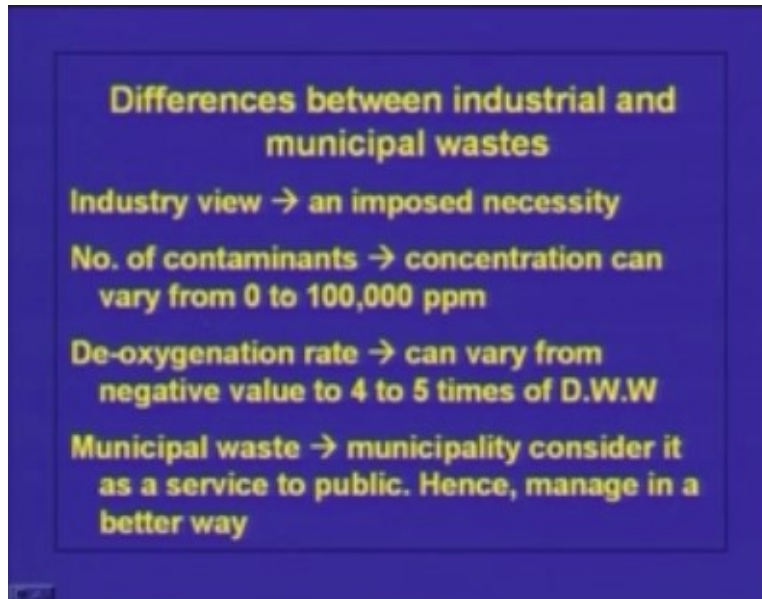 Differences between industrial and
municipal wastes
Industry view → an imposed necessity
No. of contaminants → concentration can
vary from 0 to 100,000 ppm
De-oxygenation rate → can vary from
negative value to 4 to 5 times of D.W.W
Municipal waste → municipality consider it
as a service to public. Hence, manage in a
better way